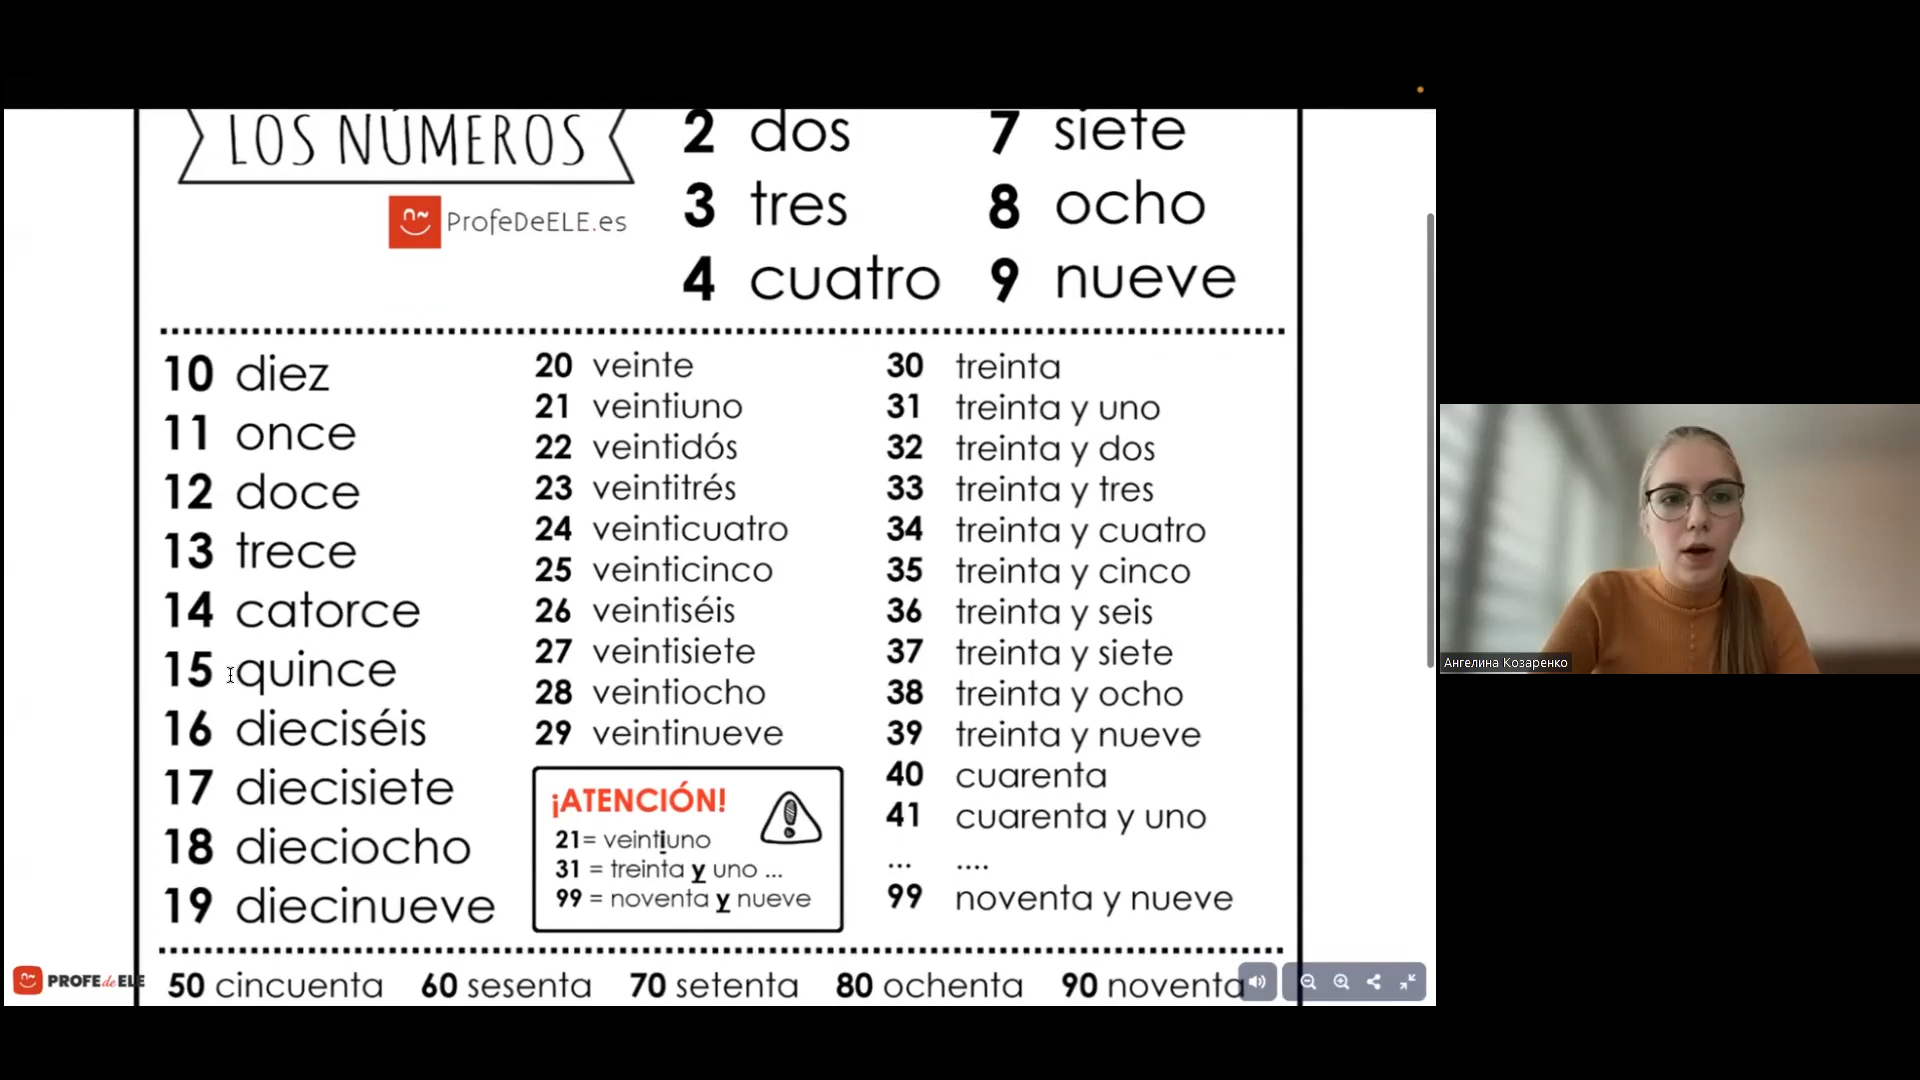 LOS NÚMEROS
ProfeDeELE.es
2 dos
3 tres
4 cuatro
7 siete
8 ocho
9 nueve
10 diez
11 once
12 doce
13 trece
14 catorce
15 quince
16 dieciséis
17 diecisiete
18 dieciocho
19 diecinueve
20 veinte
21 veintiuno
22 veintidós
23 veintitrés
24 veinticuatro
25 veinticinco
26 veintiséis
27 veintisiete
28 veintiocho
29 veintinueve
¡ATENCIÓN!
21= veintiuno
31 = treinta y uno ...
99 = noventa y nueve
30 treinta
31 treinta y uno
32 treinta y dos
33 treinta y tres
34 treinta y cuatro
35 treinta y cinco
36 treinta y seis
37 treinta y siete
38 treinta y ocho
39 treinta y nueve
40 cuarenta
41 cuarenta y uno
... ....
99 noventa y nueve
PROFEdeELE
50 cincuenta 60 sesenta 70 setenta 80 ochenta 90 noventa
Ангелина Козаренко